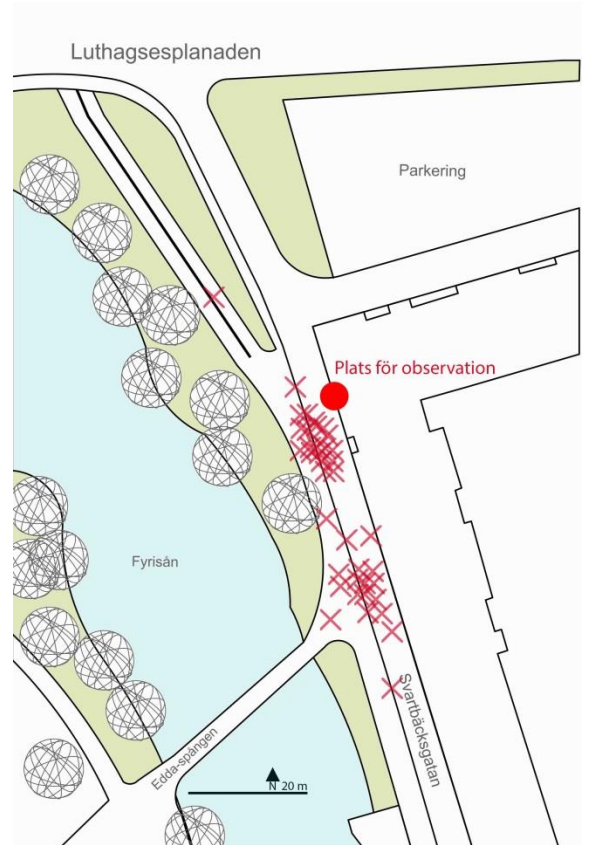 Luthagsesplanaden
Parkering
Plats för observation
Fyrisån
Svartbäcksgatan
Edda-spången
N 20 m